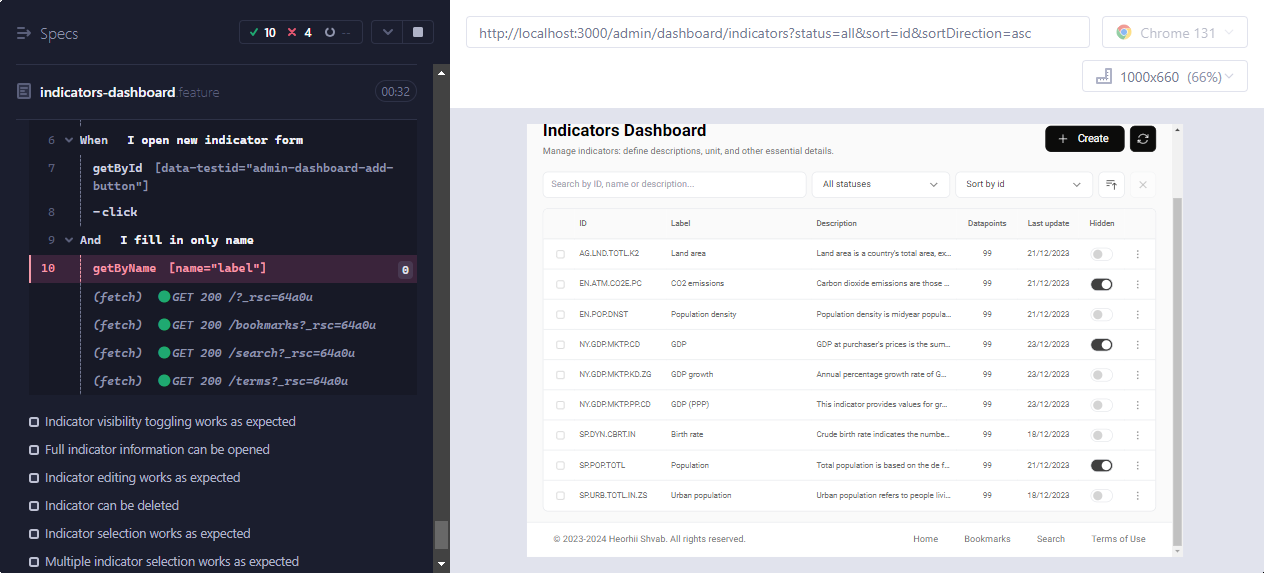 Specs
10 4 --
indicators-dashboard.feature 00:32
6 When I open new indicator form
7 getById [data-testid="admin-dashboard-add-
button"]
8 -click
9 And I fill in only name
10 getByName [name="label"] 0
(fetch) GET 200 /?_rsc=64a0u
(fetch) GET 200 /bookmarks?_rsc=64a0u
(fetch) GET 200 /search?_rsc=64a0u
(fetch) GET 200 /terms?_rsc=64a0u
Indicator visibility toggling works as expected
Full indicator information can be opened
Indicator editing works as expected
Indicator can be deleted
Indicator selection works as expected
Multiple indicator selection works as expected
http://localhost:3000/admin/dashboard/indicators?status=all&sort=id&sortDirection=asc
Chrome 131
1000x660 (66%)
Indicators Dashboard
Manage indicators: define descriptions, unit, and other essential details.
Create
Search by ID, name or description...
All statuses
Sort by id
ID Label Description Datapoints Last update Hidden
AG.LND.TOTL.K2 Land area Land area is a country's total area, ex... 99 21/12/2023
EN.ATM.CO2E.PC CO2 emissions Carbon dioxide emissions are those ... 99 21/12/2023
EN.POP.DNST Population density Population density is midyear popula... 99 21/12/2023
NY.GDP.MKTP.CD GDP GDP at purchaser's prices is the sum... 99 23/12/2023
NY.GDP.MKTP.KD.ZG GDP growth Annual percentage growth rate of G... 99 23/12/2023
NY.GDP.MKTP.PP.CD GDP (PPP) This indicator provides values for gr... 99 23/12/2023
SP.DYN.CBRT.IN Birth rate Crude birth rate indicates the numbe... 99 18/12/2023
SP.POP.TOTL Population Total population is based on the de f... 99 21/12/2023
SP.URB.TOTL.IN.ZS Urban population Urban population refers to people livi... 99 18/12/2023
© 2023-2024 Heorhii Shvab. All rights reserved.
Home Bookmarks Search Terms of Use